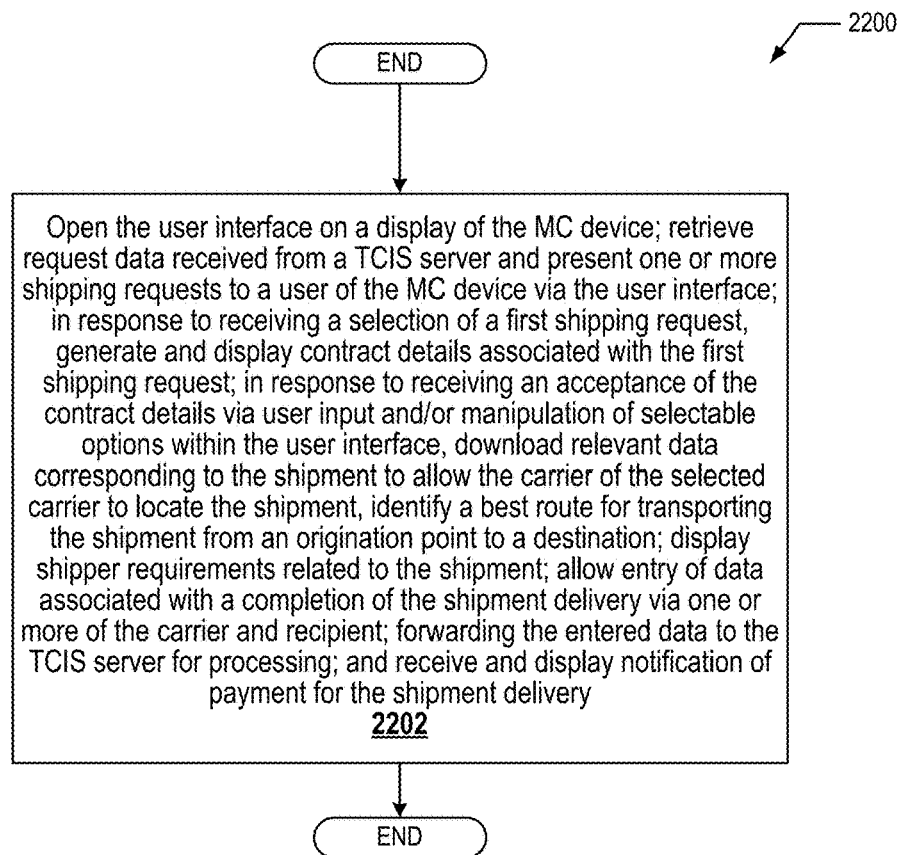 2200
END
Open the user interface on a display of the MC device; retrieve
request data received from a TCIS server and present one or more
shipping requests to a user of the MC device via the user interface;
in response to receiving a selection of a first shipping request,
generate and display contract details associated with the first
shipping request; in response to receiving an acceptance of the
contract details via user input and/or manipulation of selectable
options within the user interface, download relevant data
corresponding to the shipment to allow the carrier of the selected
carrier to locate the shipment, identify a best route for transporting
the shipment from an origination point to a destination; display
shipper requirements related to the shipment; allow entry of data
associated with a completion of the shipment delivery via one or
more of the carrier and recipient; forwarding the entered data to the
TCIS server for processing; and receive and display notification of
payment for the shipment delivery
2202
END